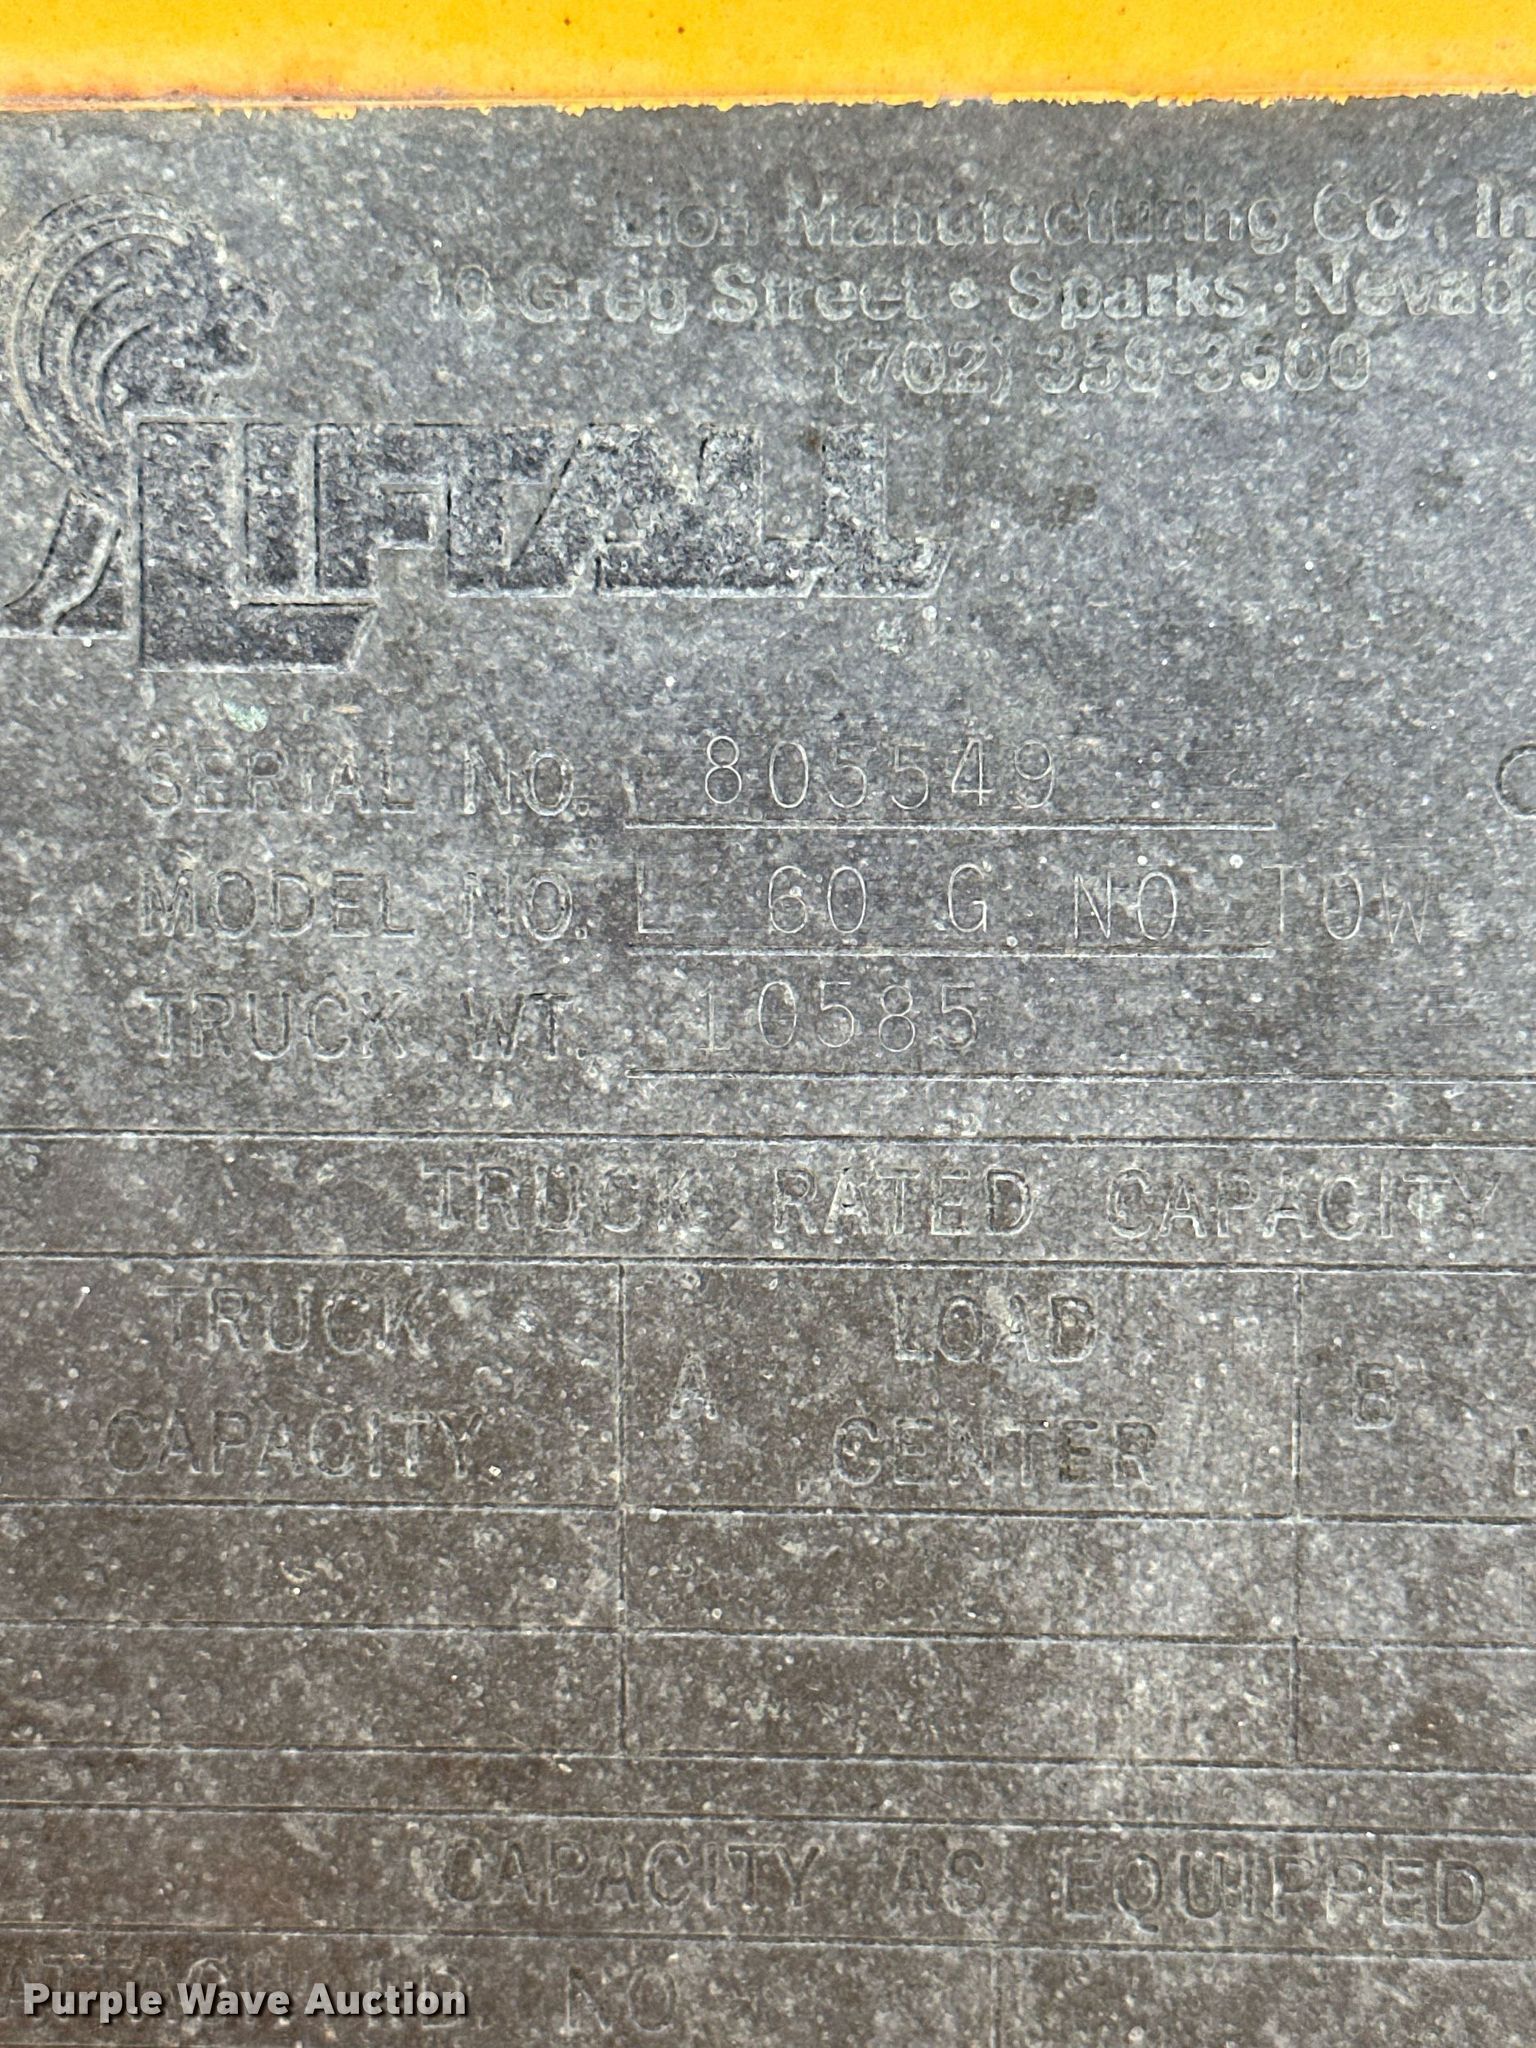 Lion Manufacturing Co., In
10 Greg Street • Sparks, Nevad
(702) 359-3500
LIFTALL
SERIAL NO. 805549
MODEL NO. L 60 G NO TOW
TRUCK WT. 10585
TRUCK RATED CAPACITY
TRUCK CAPACITY
A
LOAD CENTER
B
CAPACITY AS EQUIPPED
NO.
Purple Wave Auction